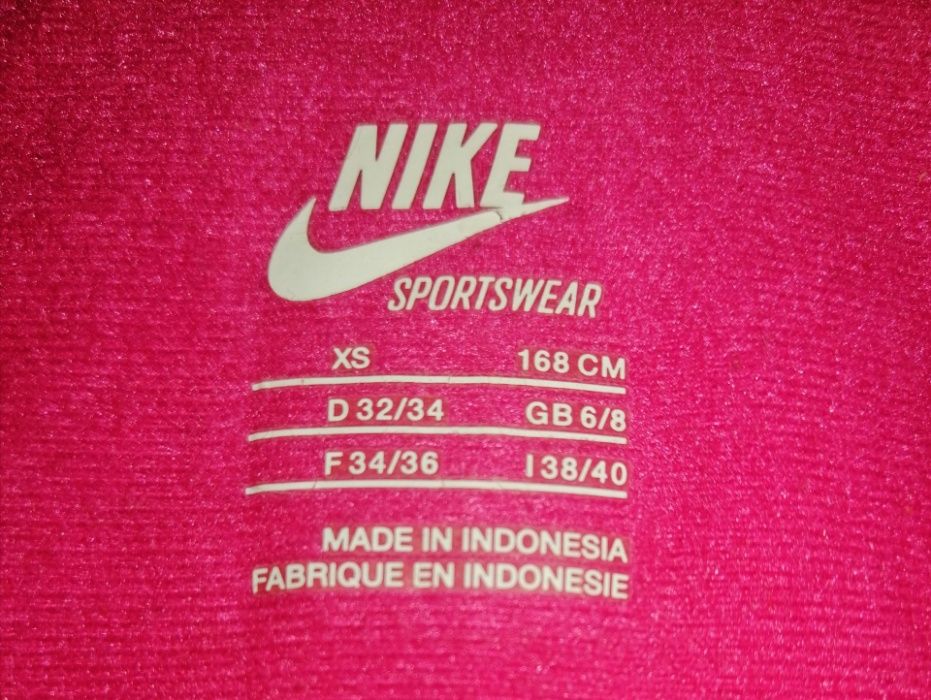 NIKE
SPORTSWEAR
XS 168 CM
D 32/34 GB 6/8
F 34/36 I 38/40
MADE IN INDONESIA
FABRIQUE EN INDONESIE